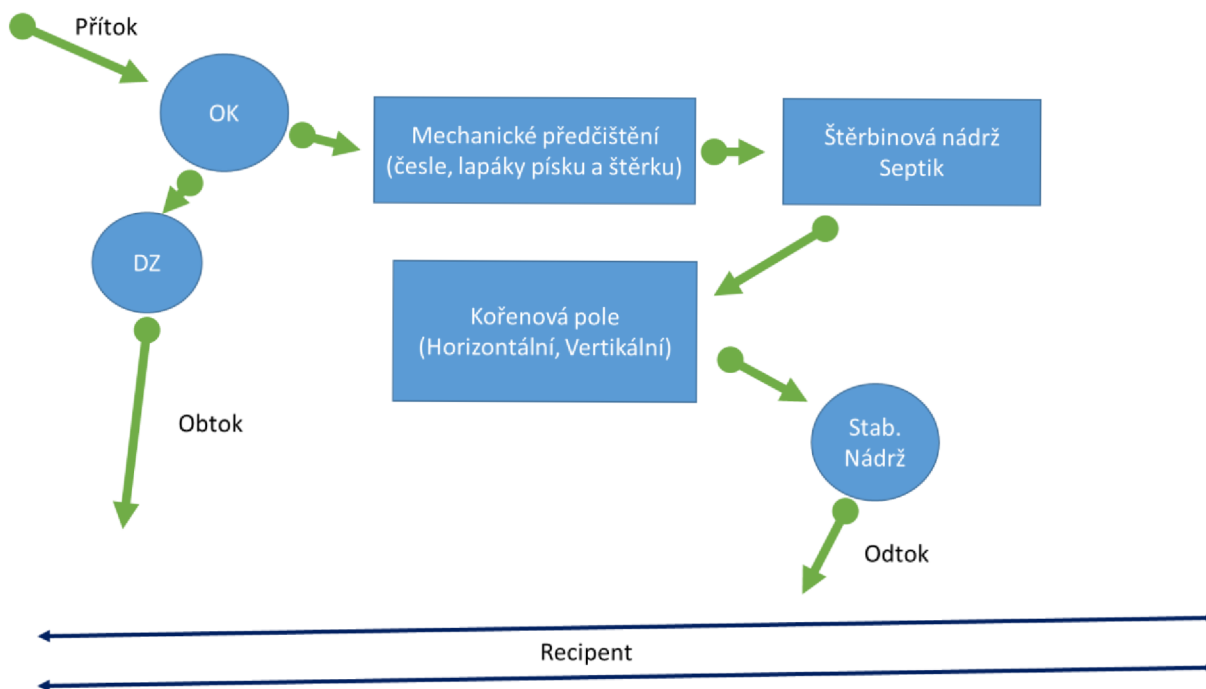 Přítok
OK
Mechanické předčištění
(česle, lapáky písku a štěrku)
Štěrbinová nádrž
Septik
DZ
Kořenová pole
(Horizontální, Vertikální)
Obtok
Stab.
Nádrž
Odtok
Recipent